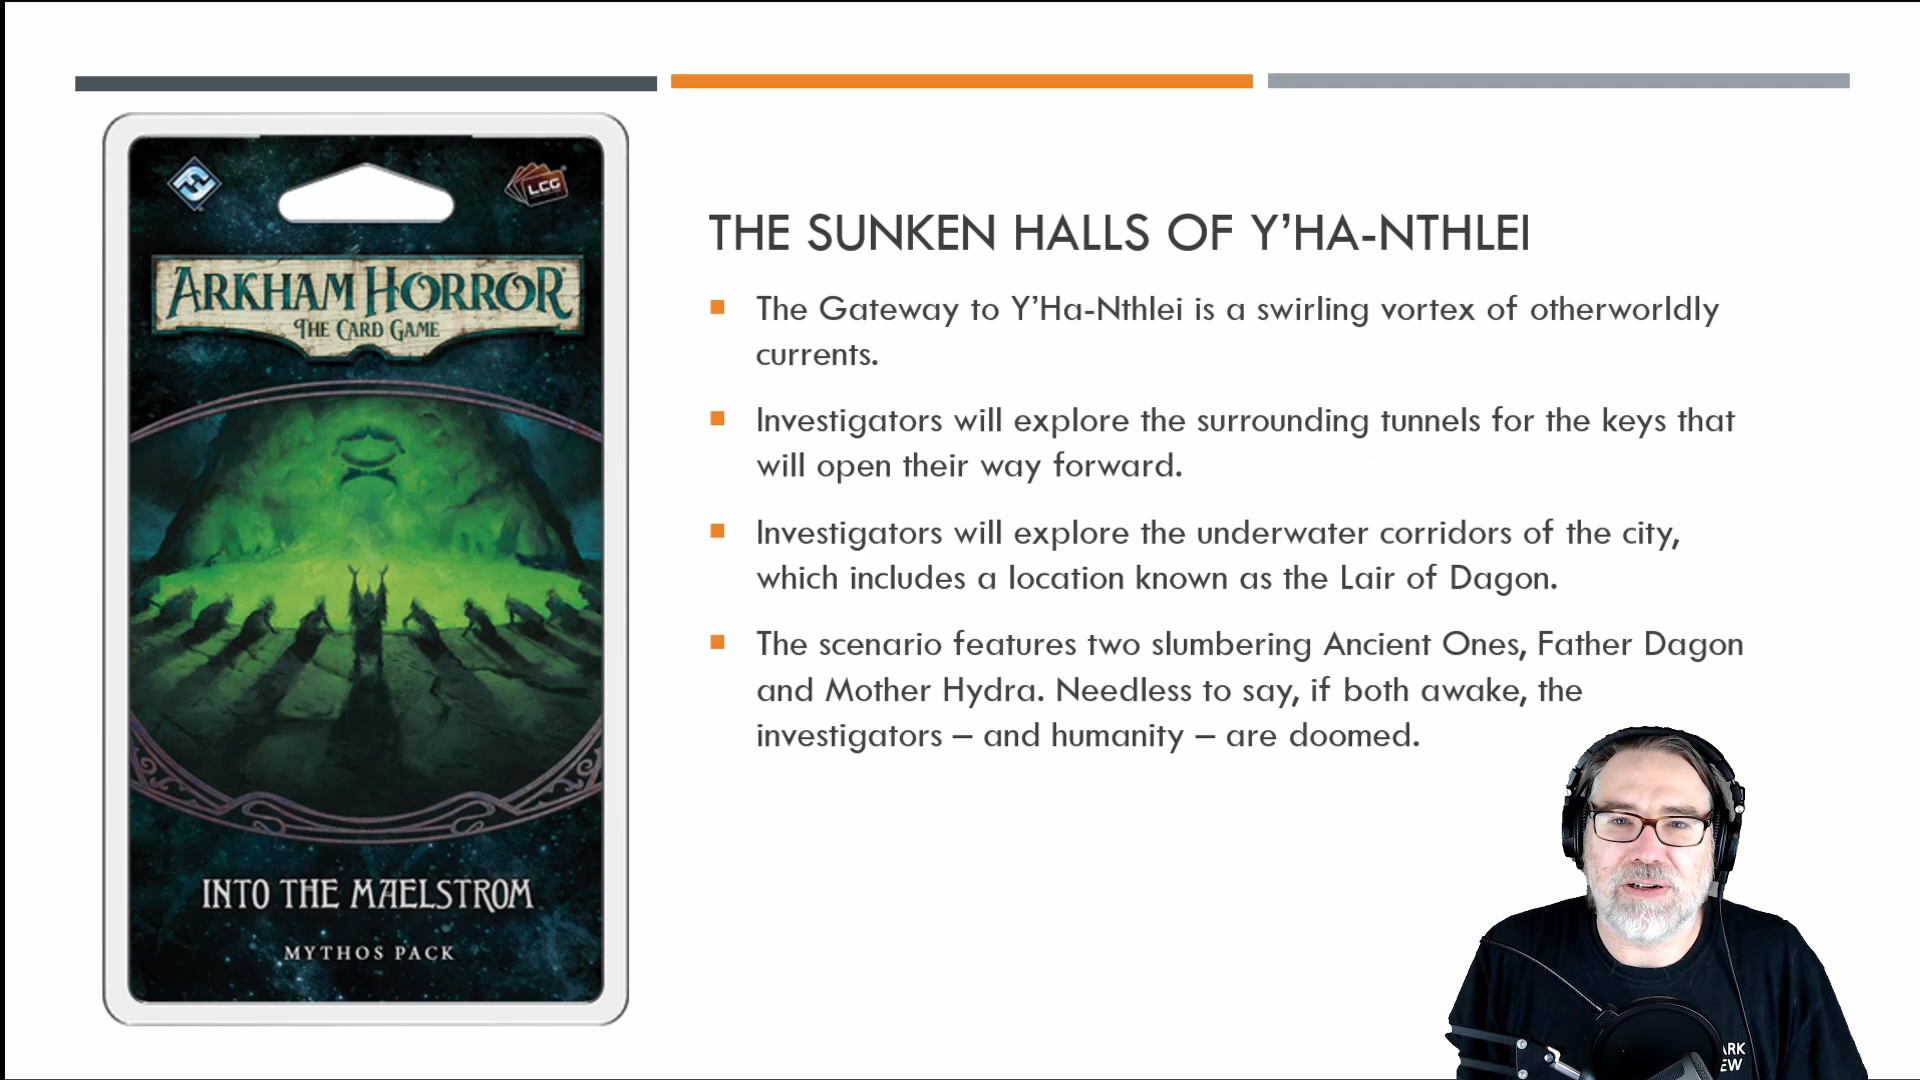 LCG
ARKHAM HORROR
THE CARD GAME
INTO THE MAELSTROM
MYTHOS PACK
THE SUNKEN HALLS OF Y’HA-NTHLEI
The Gateway to Y’Ha-Nthlei is a swirling vortex of otherworldly
currents.
Investigators will explore the surrounding tunnels for the keys that
will open their way forward.
Investigators will explore the underwater corridors of the city,
which includes a location known as the Lair of Dagon.
The scenario features two slumbering Ancient Ones, Father Dagon
and Mother Hydra. Needless to say, if both awake, the
investigators – and humanity – are doomed.